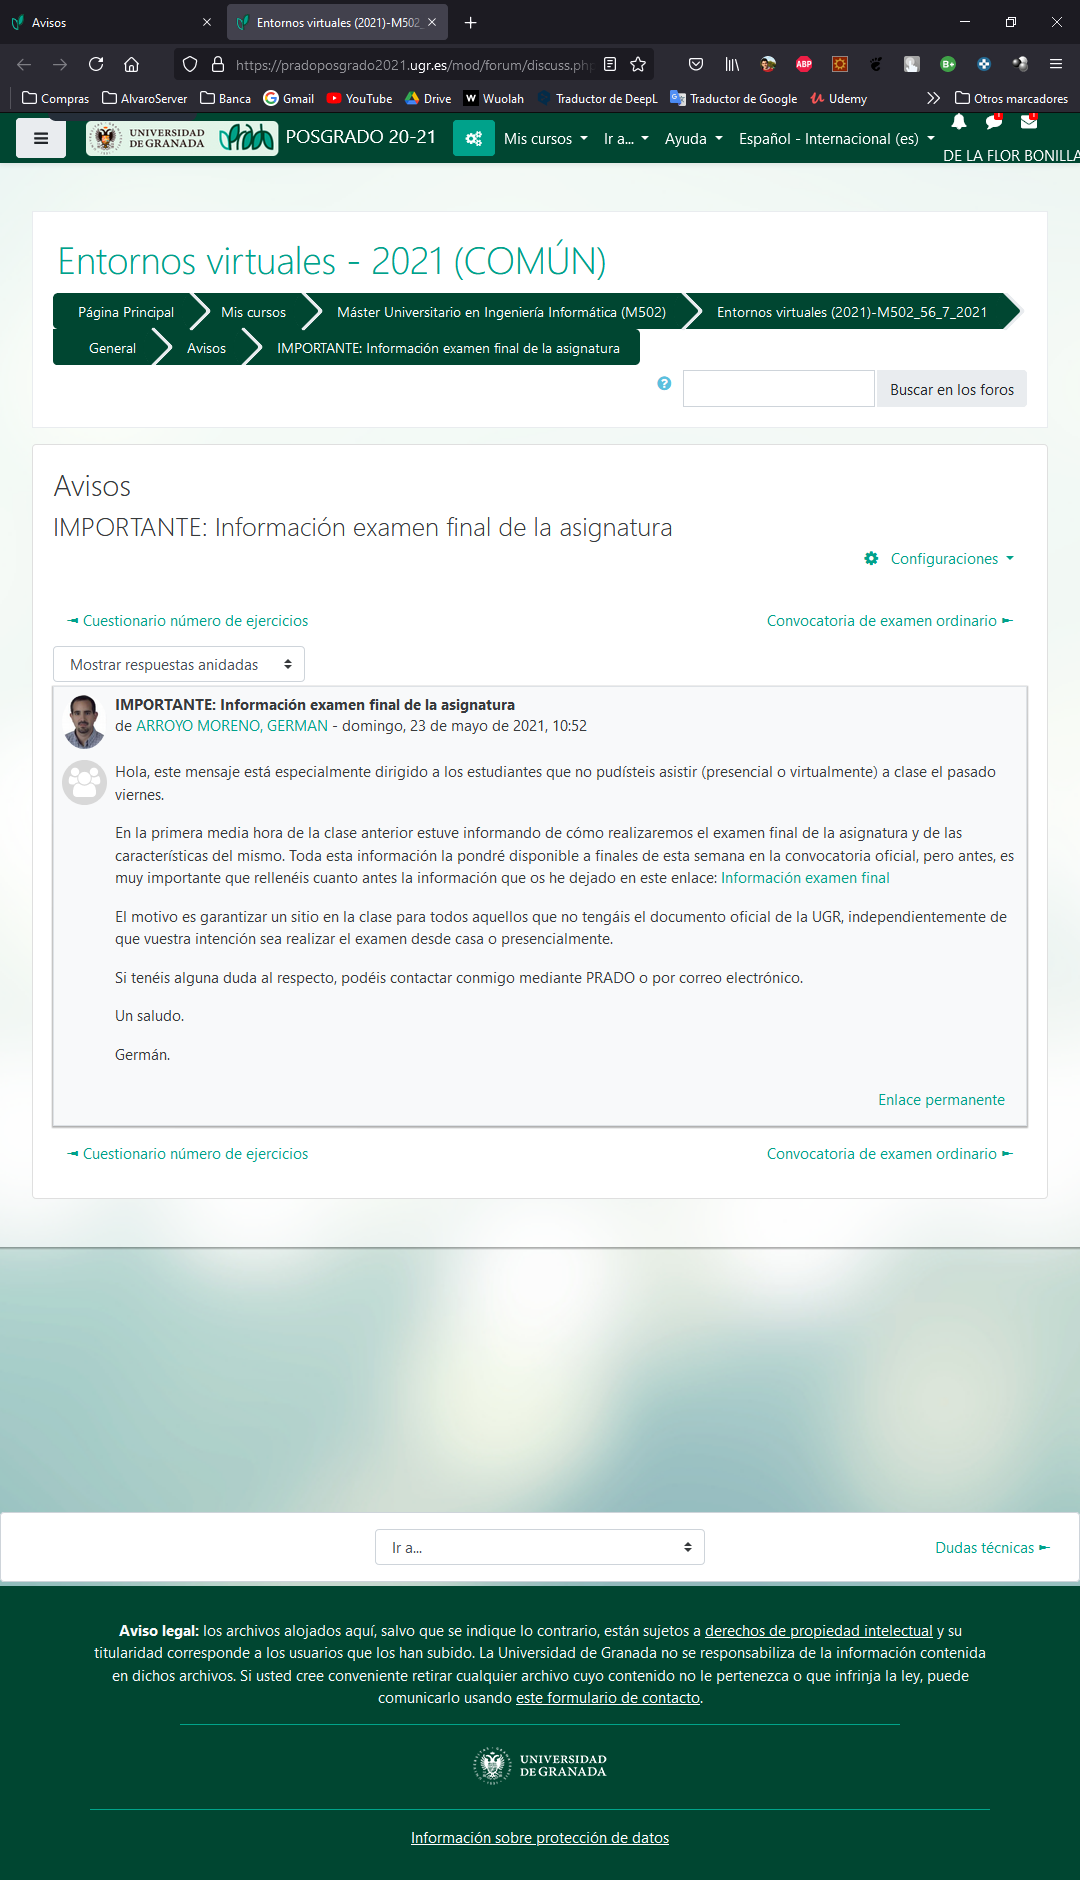 Avisos
Entornos virtuales (2021)-M502_
https://pradoposgrado2021.ugr.es/mod/forum/discuss.php
ABP
Compras AlvaroServer Banca Gmail YouTube Drive Wuolah Traductor de DeepL Traductor de Google Udemy Otros marcadores
UNIVERSIDAD
DE GRANADA
POSGRADO 20-21 Mis cursos Ir a... Ayuda Español - Internacional (es)
DE LA FLOR BONILLA
Entornos virtuales - 2021 (COMÚN)
Página Principal Mis cursos Máster Universitario en Ingeniería Informática (M502) Entornos virtuales (2021)-M502_56_7_2021
General Avisos IMPORTANTE: Información examen final de la asignatura
Buscar en los foros
Avisos
IMPORTANTE: Información examen final de la asignatura
Configuraciones
◄ Cuestionario número de ejercicios Convocatoria de examen ordinario ►
Mostrar respuestas anidadas
IMPORTANTE: Información examen final de la asignatura
de ARROYO MORENO, GERMAN - domingo, 23 de mayo de 2021, 10:52
Hola, este mensaje está especialmente dirigido a los estudiantes que no pudísteis asistir (presencial o virtualmente) a clase el pasado
viernes.
En la primera media hora de la clase anterior estuve informando de cómo realizaremos el examen final de la asignatura y de las
características del mismo. Toda esta información la pondré disponible a finales de esta semana en la convocatoria oficial, pero antes, es
muy importante que rellenéis cuanto antes la información que os he dejado en este enlace: Información examen final
El motivo es garantizar un sitio en la clase para todos aquellos que no tengáis el documento oficial de la UGR, independientemente de
que vuestra intención sea realizar el examen desde casa o presencialmente.
Si tenéis alguna duda al respecto, podéis contactar conmigo mediante PRADO o por correo electrónico.
Un saludo.
Germán.
Enlace permanente
◄ Cuestionario número de ejercicios Convocatoria de examen ordinario ►
Ir a...
Dudas técnicas ►
Aviso legal: los archivos alojados aquí, salvo que se indique lo contrario, están sujetos a derechos de propiedad intelectual y su
titularidad corresponde a los usuarios que los han subido. La Universidad de Granada no se responsabiliza de la información contenida
en dichos archivos. Si usted cree conveniente retirar cualquier archivo cuyo contenido no le pertenezca o que infrinja la ley, puede
comunicarlo usando este formulario de contacto.
UNIVERSIDAD
DE GRANADA
Información sobre protección de datos